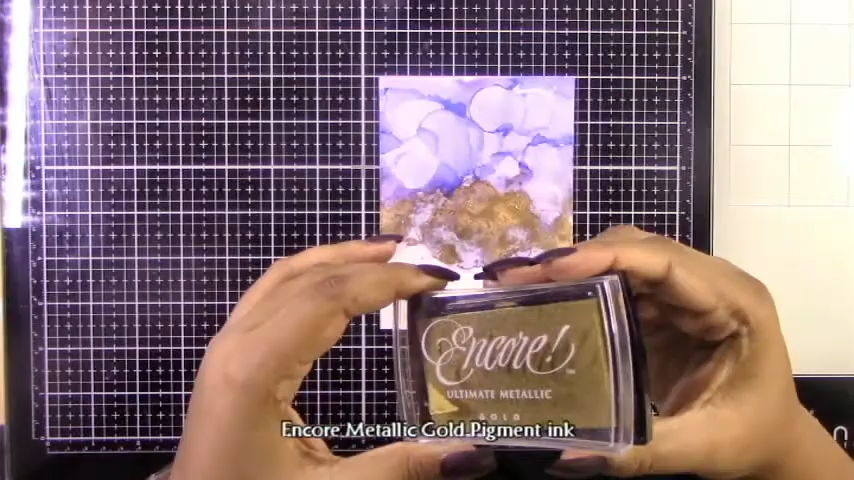 Encore!
ULTIMATE METALLIC
GOLD
Encore Metallic Gold Pigment ink